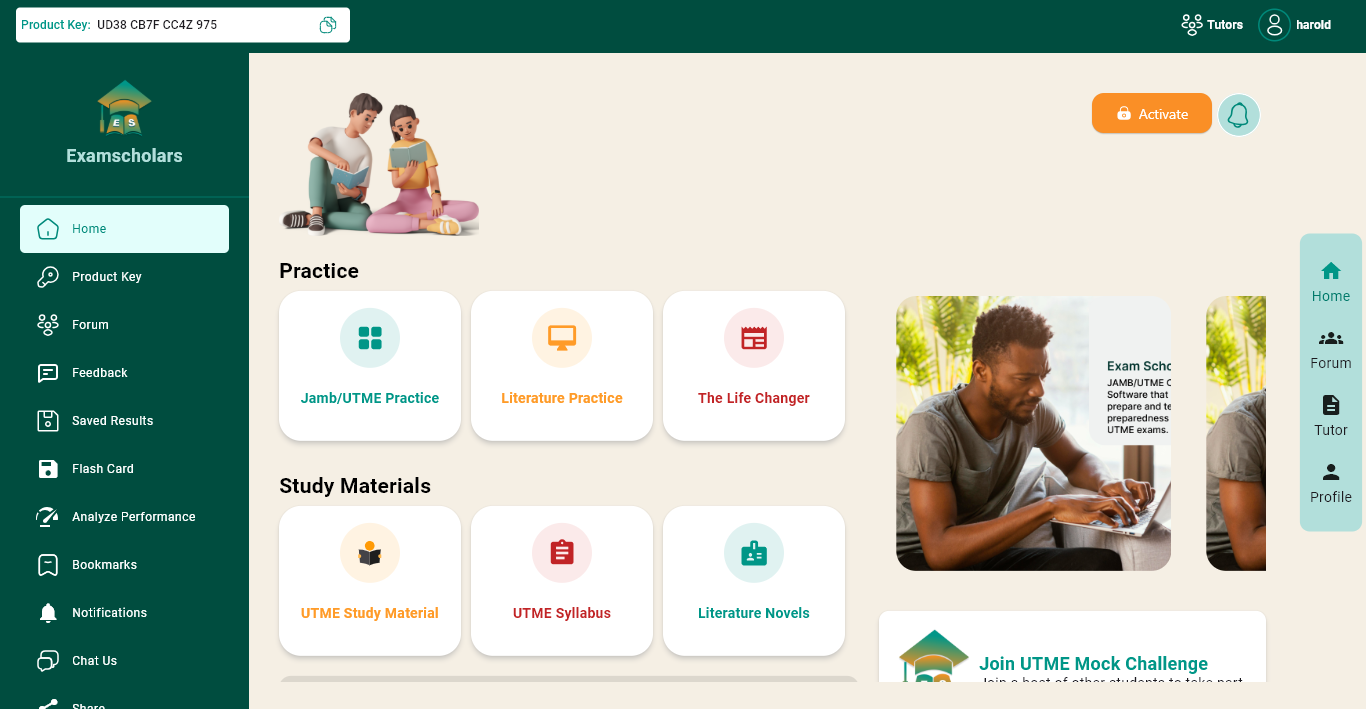 Product Key: UD38 CB7F CC4Z 975
Tutors
harold
E S
Examscholars
Activate
Home
Product Key
Forum
Feedback
Saved Results
Flash Card
Analyze Performance
Bookmarks
Notifications
Chat Us
Share
Practice
Jamb/UTME Practice
Literature Practice
The Life Changer
Study Materials
UTME Study Material
UTME Syllabus
Literature Novels
Exam Scho
JAMB/UTME C
Software that
prepare and te
preparedness
UTME exams.
Join UTME Mock Challenge
Join a host of other students to take part
Home
Forum
Tutor
Profile